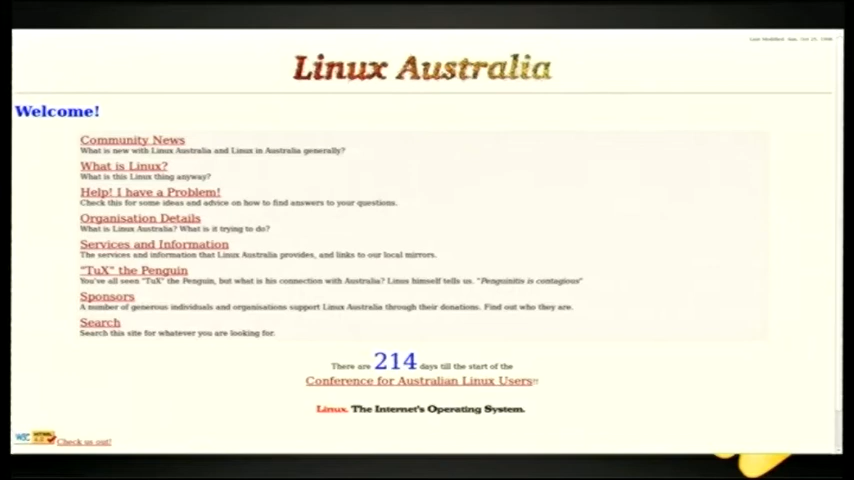 Linux Australia
Welcome!
Community News
What is new with Linux Australia and Linux in Australia generally?
What is Linux?
What is this Linux thing anyway?
Help! I have a Problem!
Check this for some ideas and advice on how to find answers to your questions.
Organisation Details
What is Linux Australia? What is it trying to do?
Services and Information
The services and information that Linux Australia provides, and links to our local mirrors.
"TuX" the Penguin
You've all seen "TuX" the Penguin, but what is his connection with Australia? Linus himself tells us. "Penguinitis is contagious"
Sponsors
A number of generous individuals and organisations support Linux Australia through their donations. Find out who they are.
Search
Search this site for whatever you are looking for.
There are 214 days till the start of the
Conference for Australian Linux Users!!
Linux. The Internet's Operating System.
W3C Check us out!